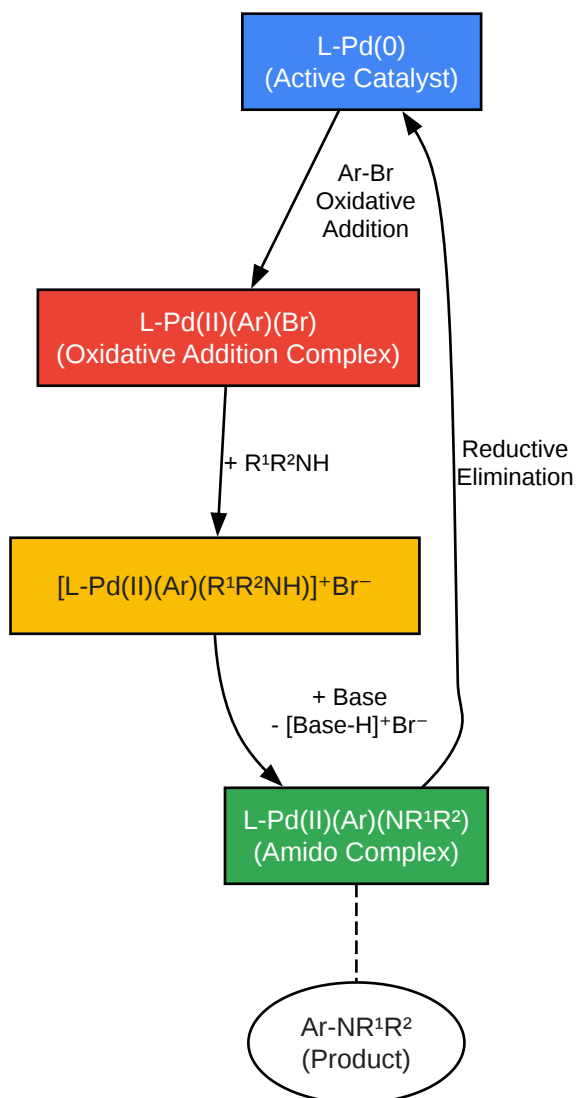 L-Pd(0)
(Active Catalyst)
Ar-Br
Oxidative
Addition
L-Pd(II)(Ar)(Br)
(Oxidative Addition Complex)
+ R¹R²NH
Reductive
Elimination
[L-Pd(II)(Ar)(R¹R²NH)]⁺Br⁻
+ Base
- [Base-H]⁺Br⁻
L-Pd(II)(Ar)(NR¹R²)
(Amido Complex)
Ar-NR¹R²
(Product)